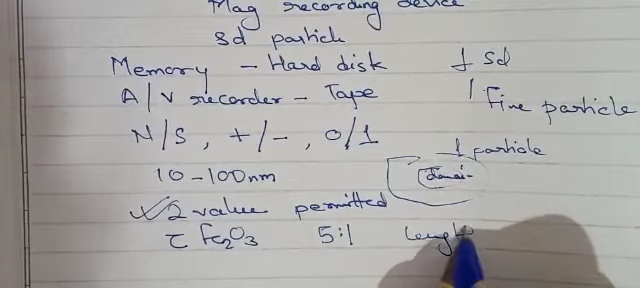 Mag recording device
Sd particle
Memory - Hard disk
f Sd
A/V recorder - Tape
Fine particle
N/S, +/-, 0/1
1 particle
10-100nm
domai-
2 value permitted
τ Fe2O3 5:1 length